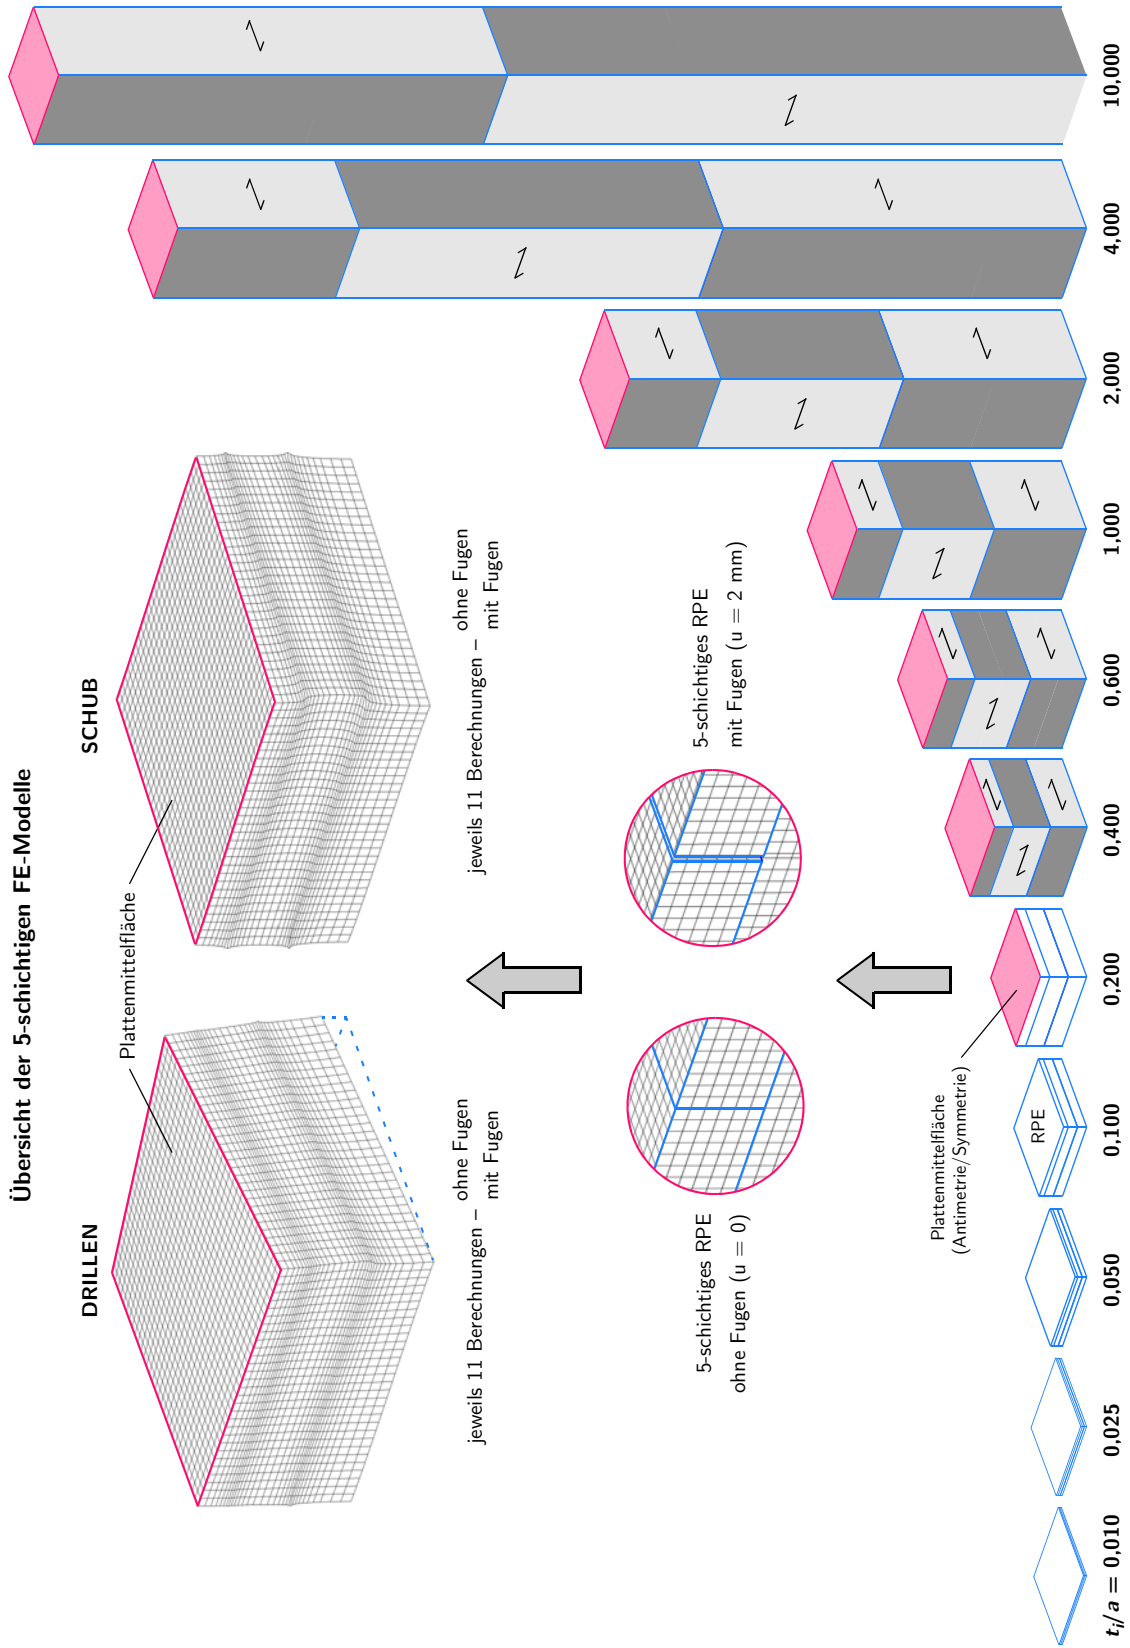 Übersicht der 5-schichtigen FE-Modelle
DRILLEN
SCHUB
Plattenmittelfläche
jeweils 11 Berechnungen – ohne Fugen
mit Fugen
jeweils 11 Berechnungen – ohne Fugen
mit Fugen
5-schichtiges RPE
ohne Fugen (u = 0)
5-schichtiges RPE
mit Fugen (u = 2 mm)
Plattenmittelfläche
(Antimetrie/Symmetrie)
RPE
tᵢ/a = 0,010
0,025
0,050
0,100
0,200
0,400
0,600
1,000
2,000
4,000
10,000